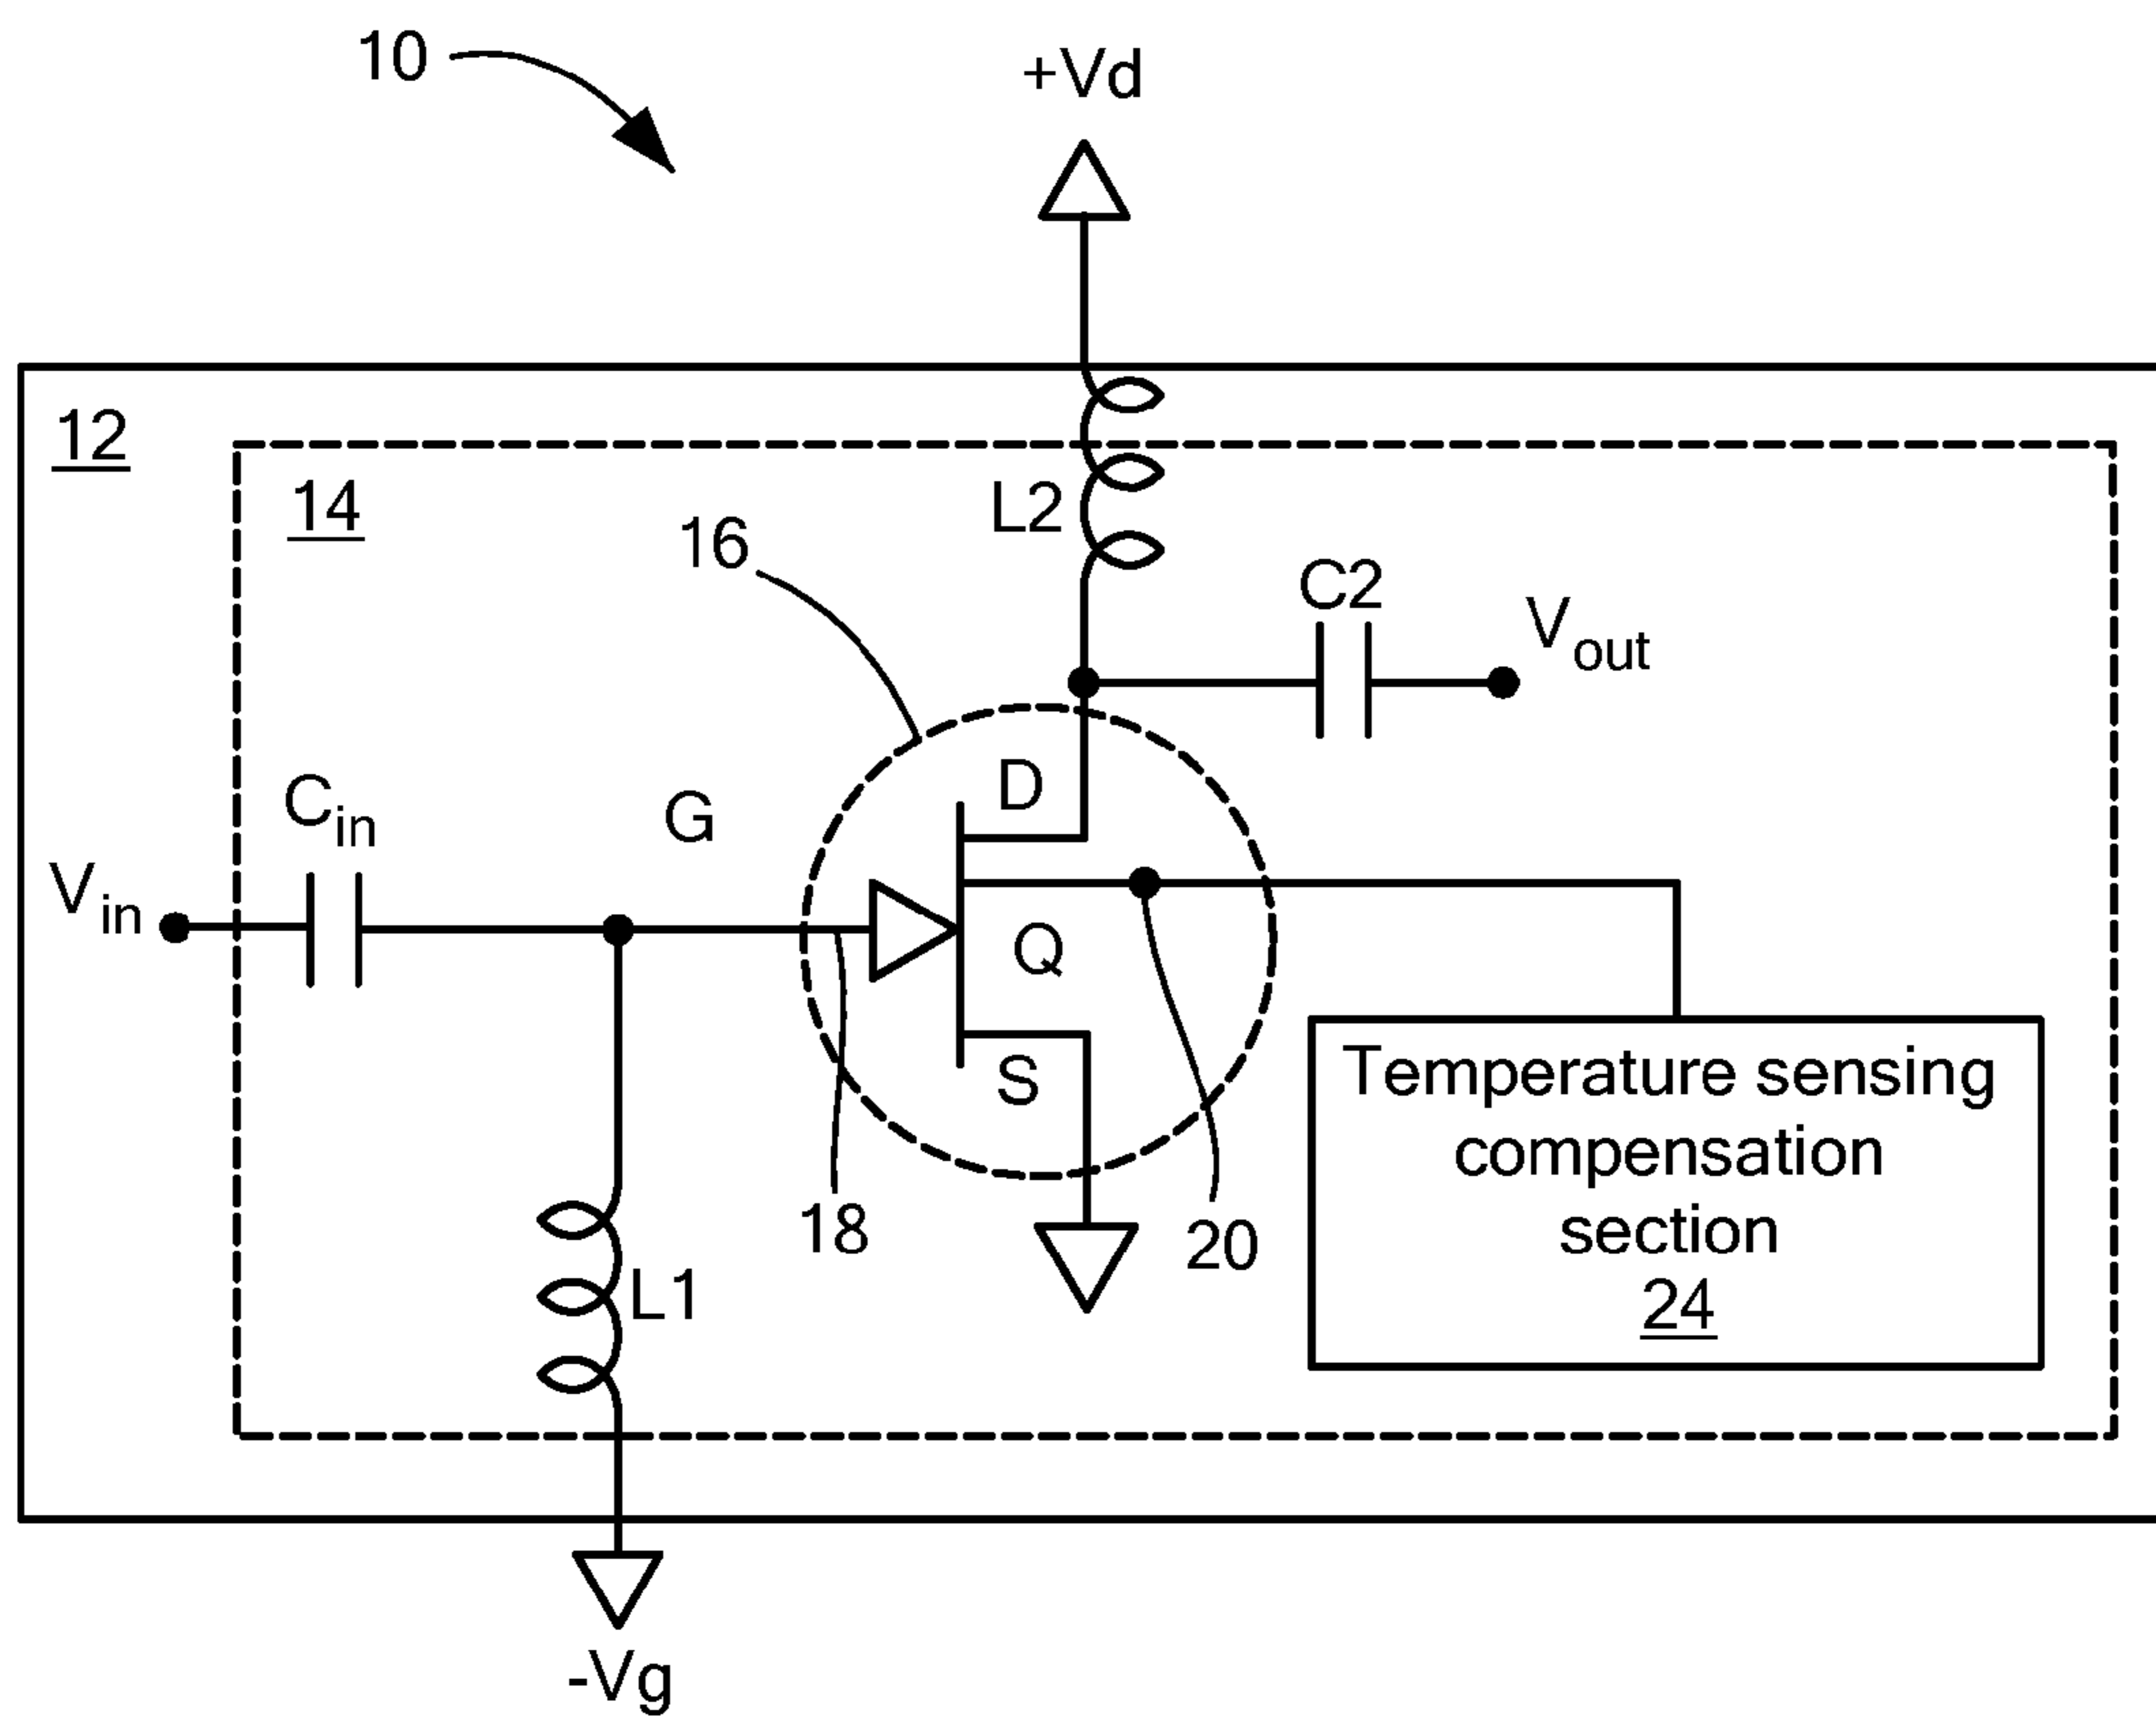 10
+Vd
12
14
L2
16
C2
Vout
D
Cin
G
Vin
Q
S
Temperature sensing
compensation
section
24
18
20
L1
-Vg